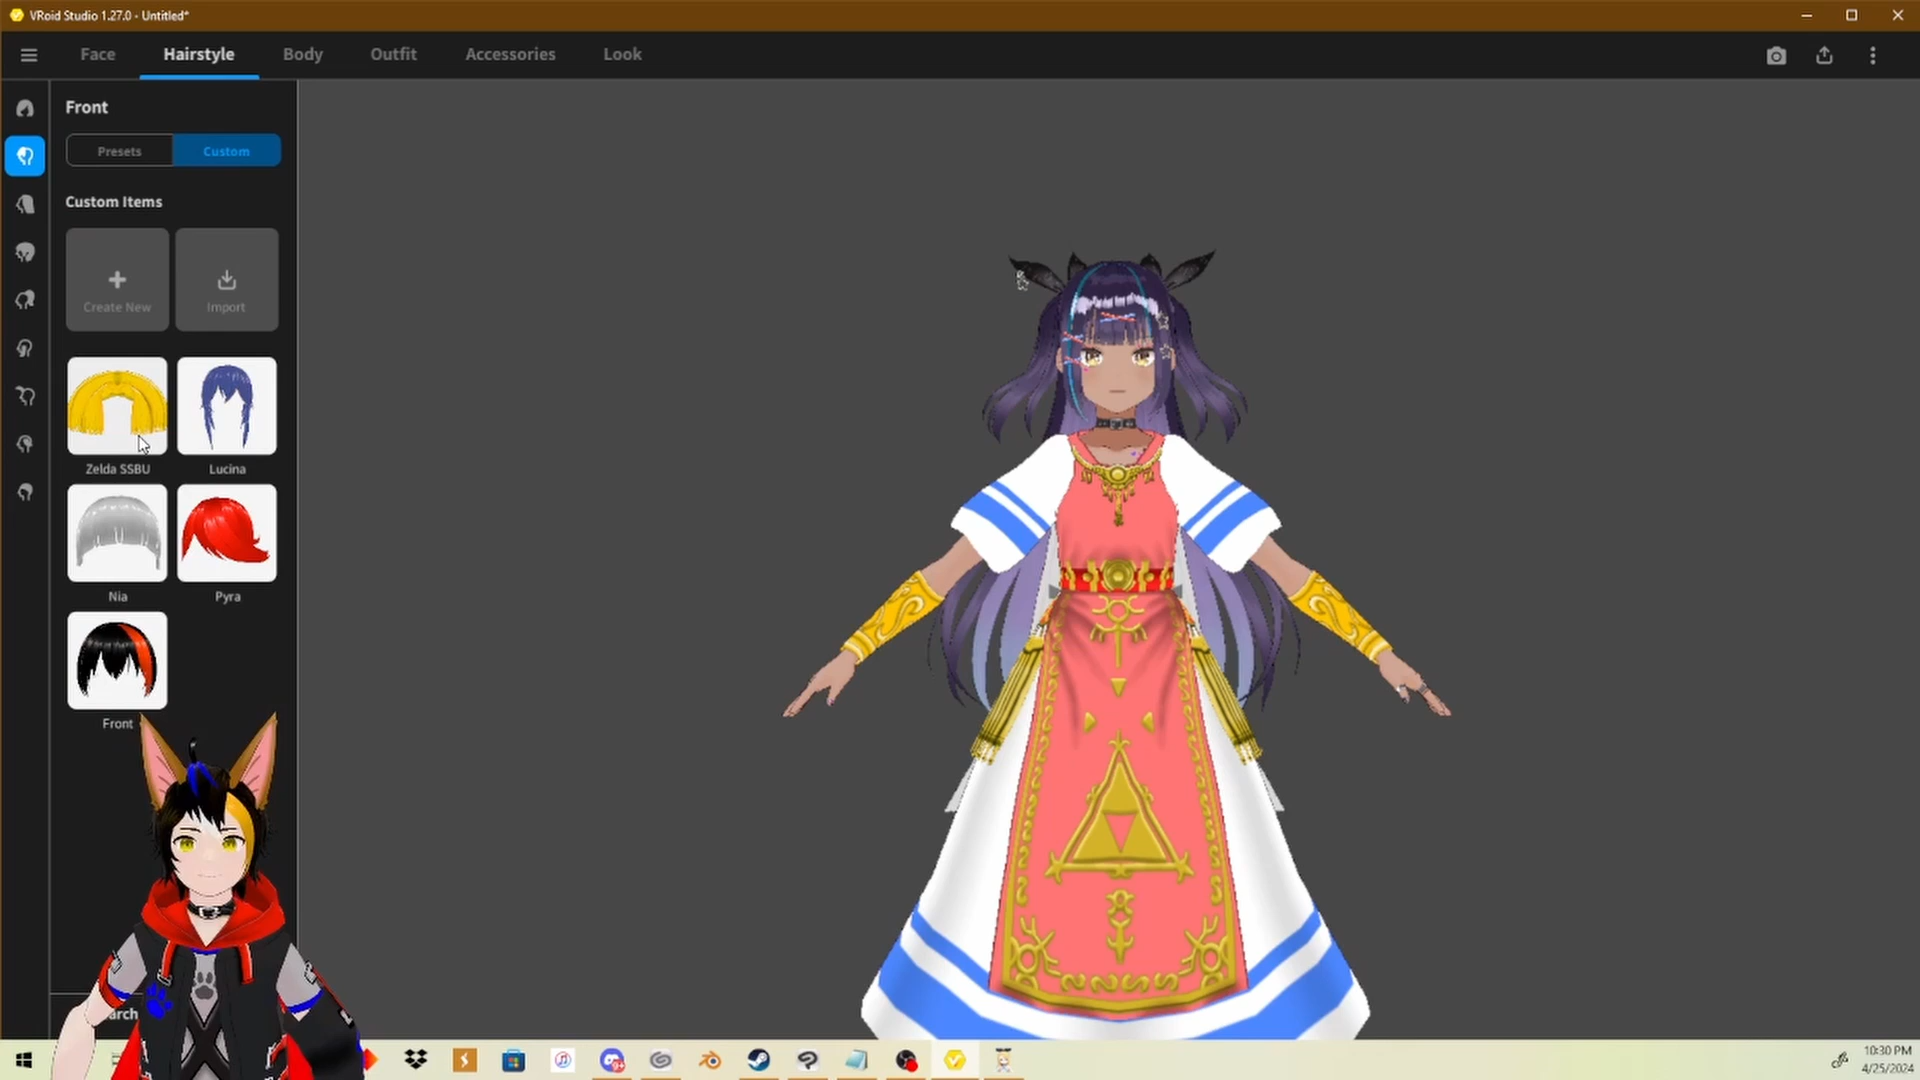 VRoid Studio 1.27.0 - Untitled*
Face Hairstyle Body Outfit Accessories Look
Front
Presets Custom
Custom Items
Create New Import
Zelda SSBU Lucina
Nia Pyra
Front
arch
10:30 PM
4/25/2024